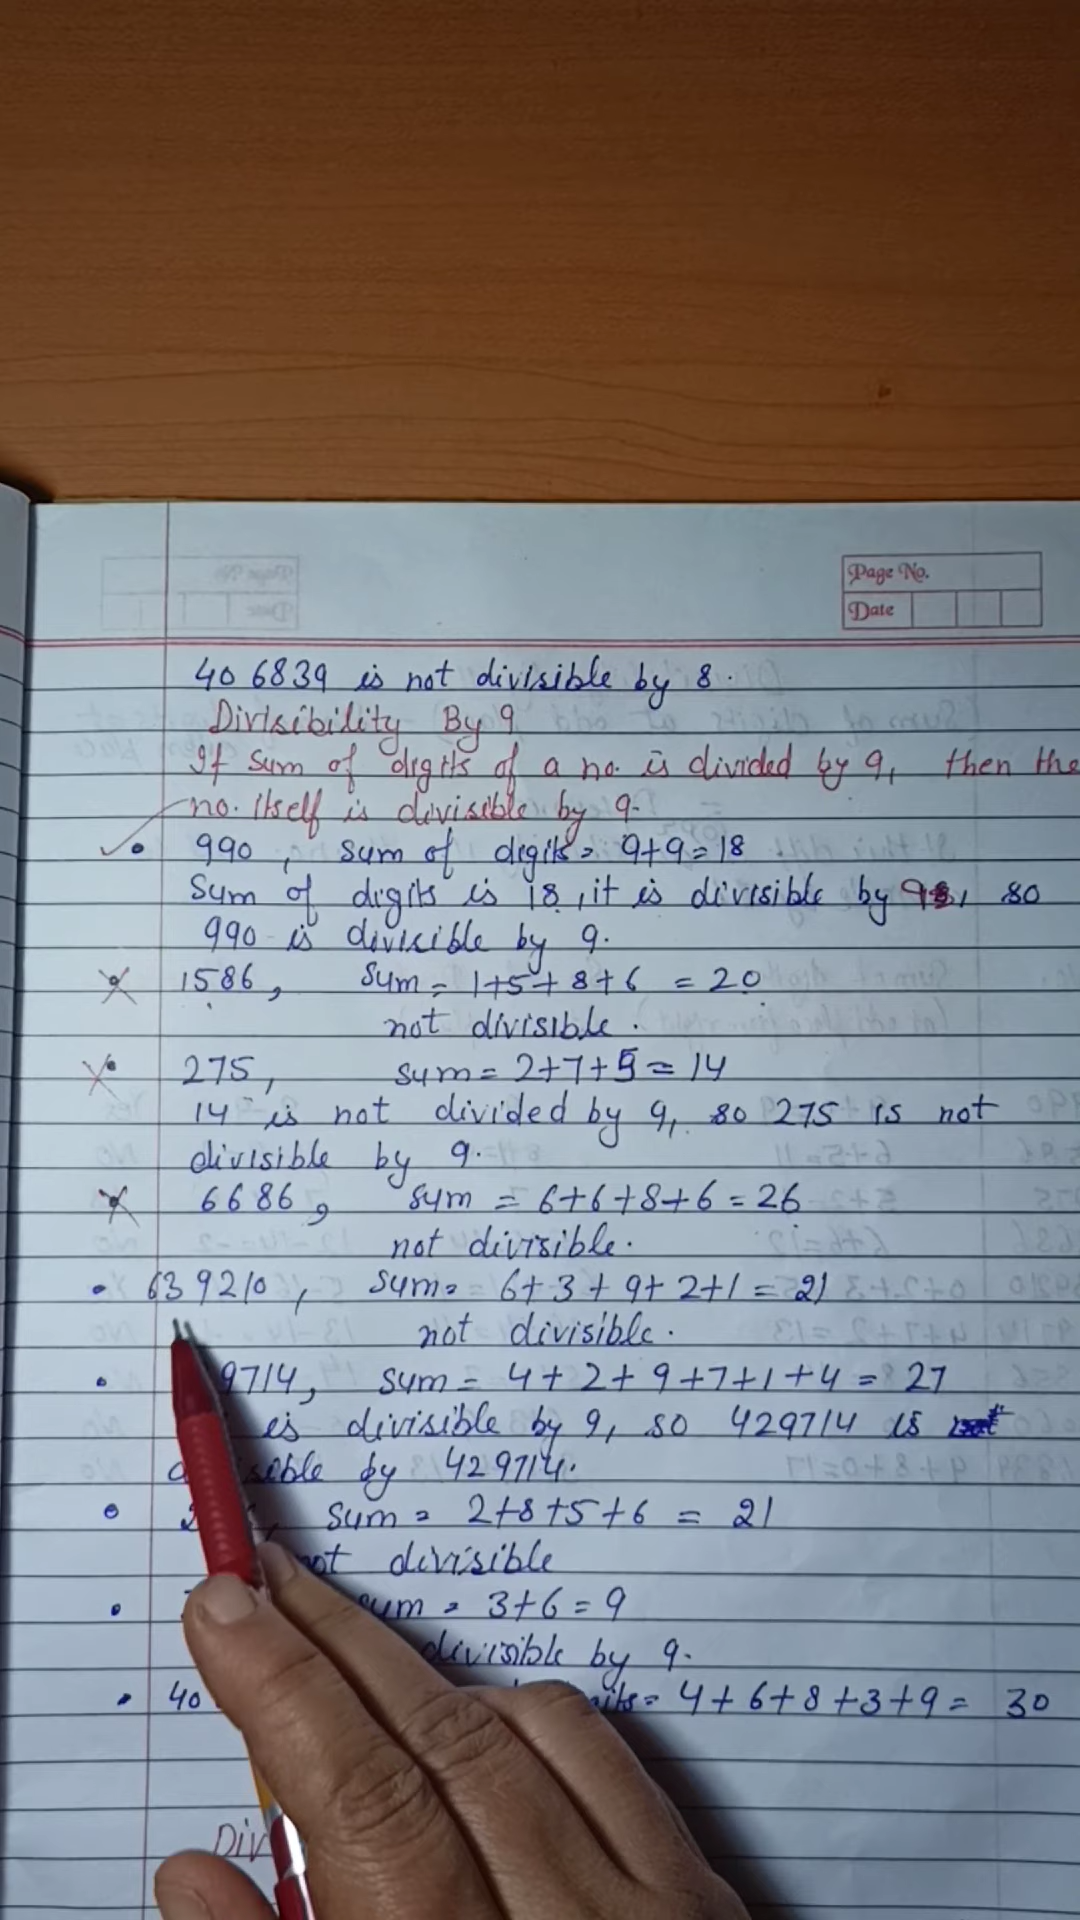 Page No.
Date
406839 is not divisible by 8.
Divisibility By 9
If Sum of digits of a no. is divided by 9, then the
no. itself is divisible by 9.
990, sum of digits = 9+9=18
Sum of digits is 18, it is divisible by 9, so
990 is divisible by 9.
1586, Sum = 1+5+8+6 = 20
not divisible.
275, sum = 2+7+5 = 14
14 is not divided by 9, so 275 is not
divisible by 9.
6686, sum = 6+6+8+6 = 26
not divisible.
639210, sum = 6+3+9+2+1 = 21
not divisible.
9714, sum = 4+2+9+7+1+4 = 27
is divisible by 9, so 429714 is
by 429714.
sum = 2+8+5+6 = 21
not divisible
sum = 3+6=9
divisible by 9.
40 = 4+6+8+3+9 = 30
Div